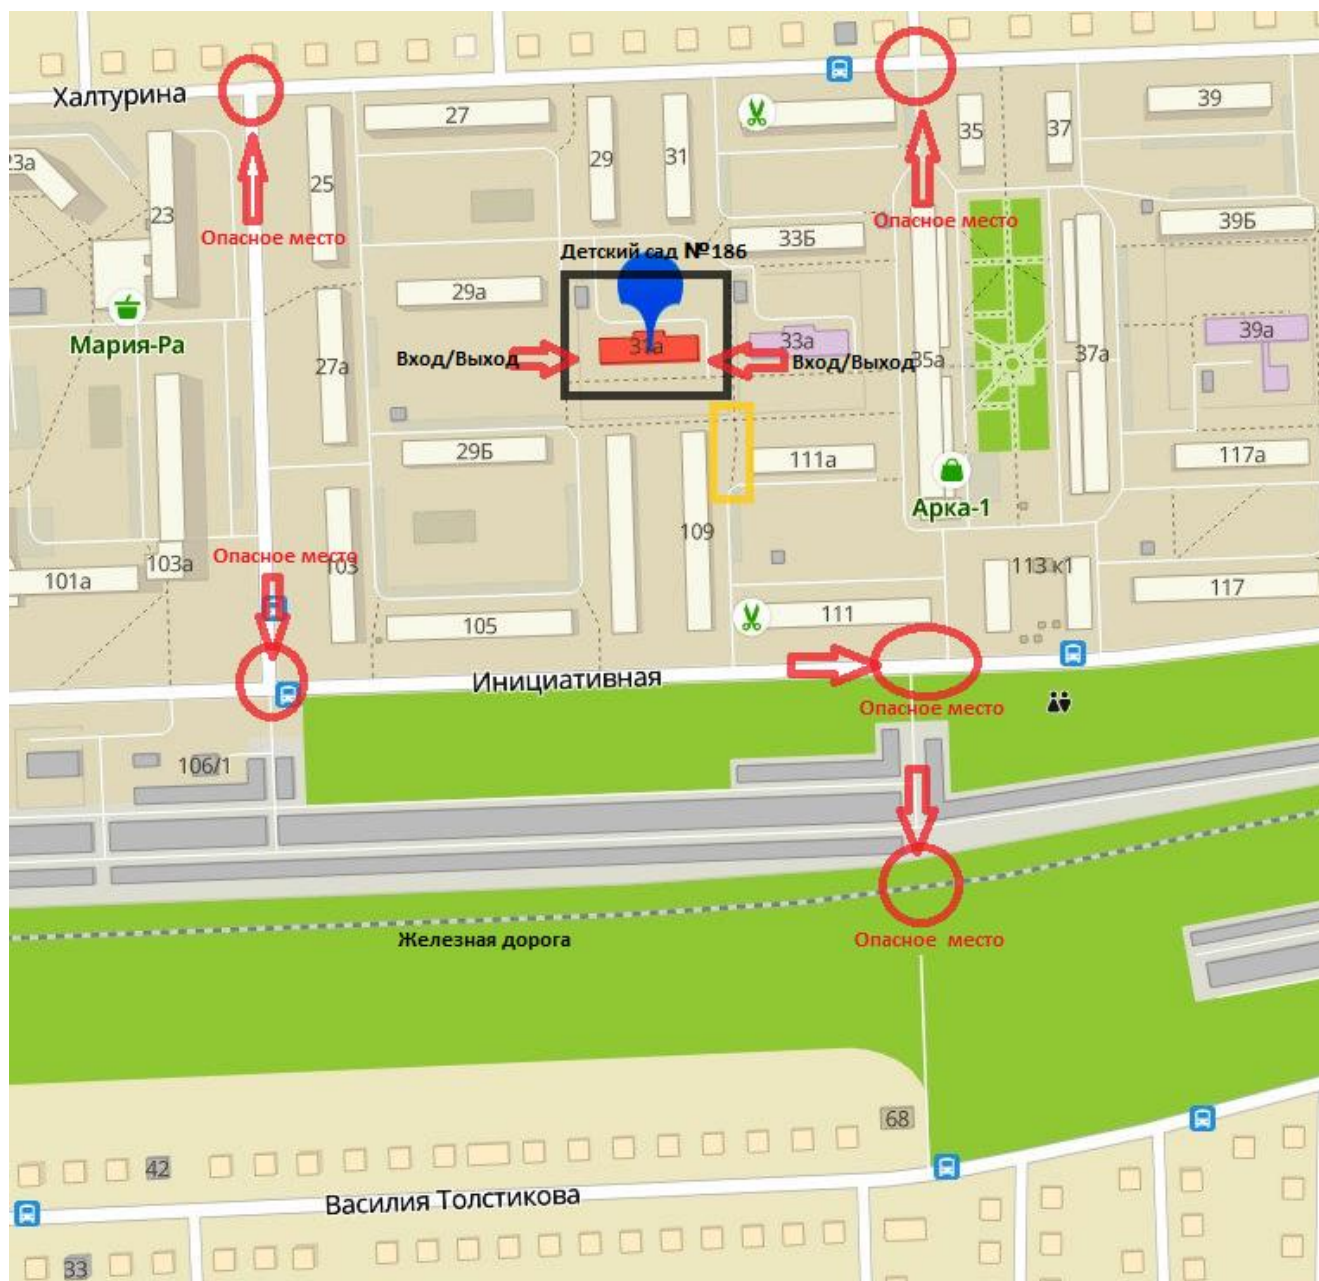 Халтурина
27
39
29
31
35
37
23а
25
23
Опасное место
Опасное место
33Б
39Б
Детский сад №186
29а
Мария-Ра
31а
33а
39а
Вход/Выход
Вход/Выход
35а
37а
27а
29Б
111а
117а
Арка-1
109
Опасное место
103
103а
101а
113 к1
117
105
111
Инициативная
Опасное место
106/1
Железная дорога
Опасное место
68
42
Василия Толстикова
33